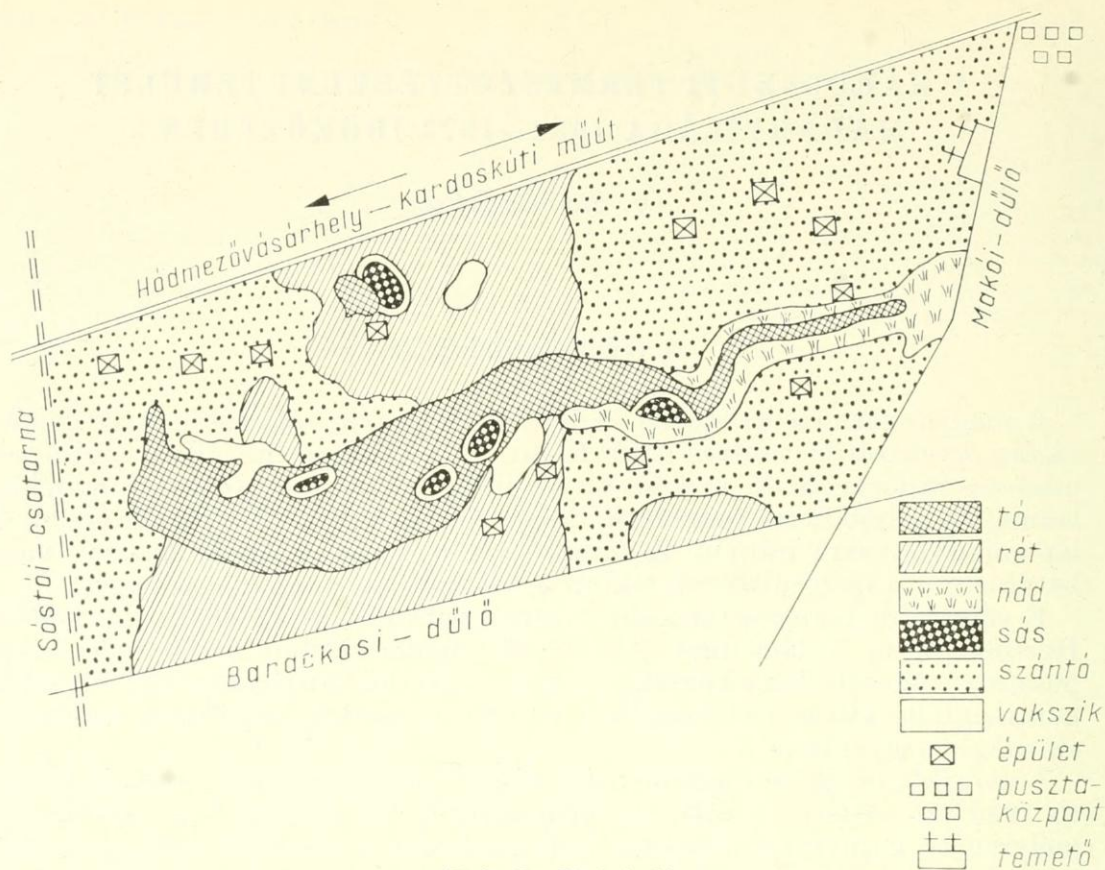 Hódmezővásárhely – Kardoskúti műút
Sóstói – csatorna
Makói – dűlő
Barackosi – dűlő
tó
rét
nád
sás
szántó
vakszik
épület
puszta-
központ
temető